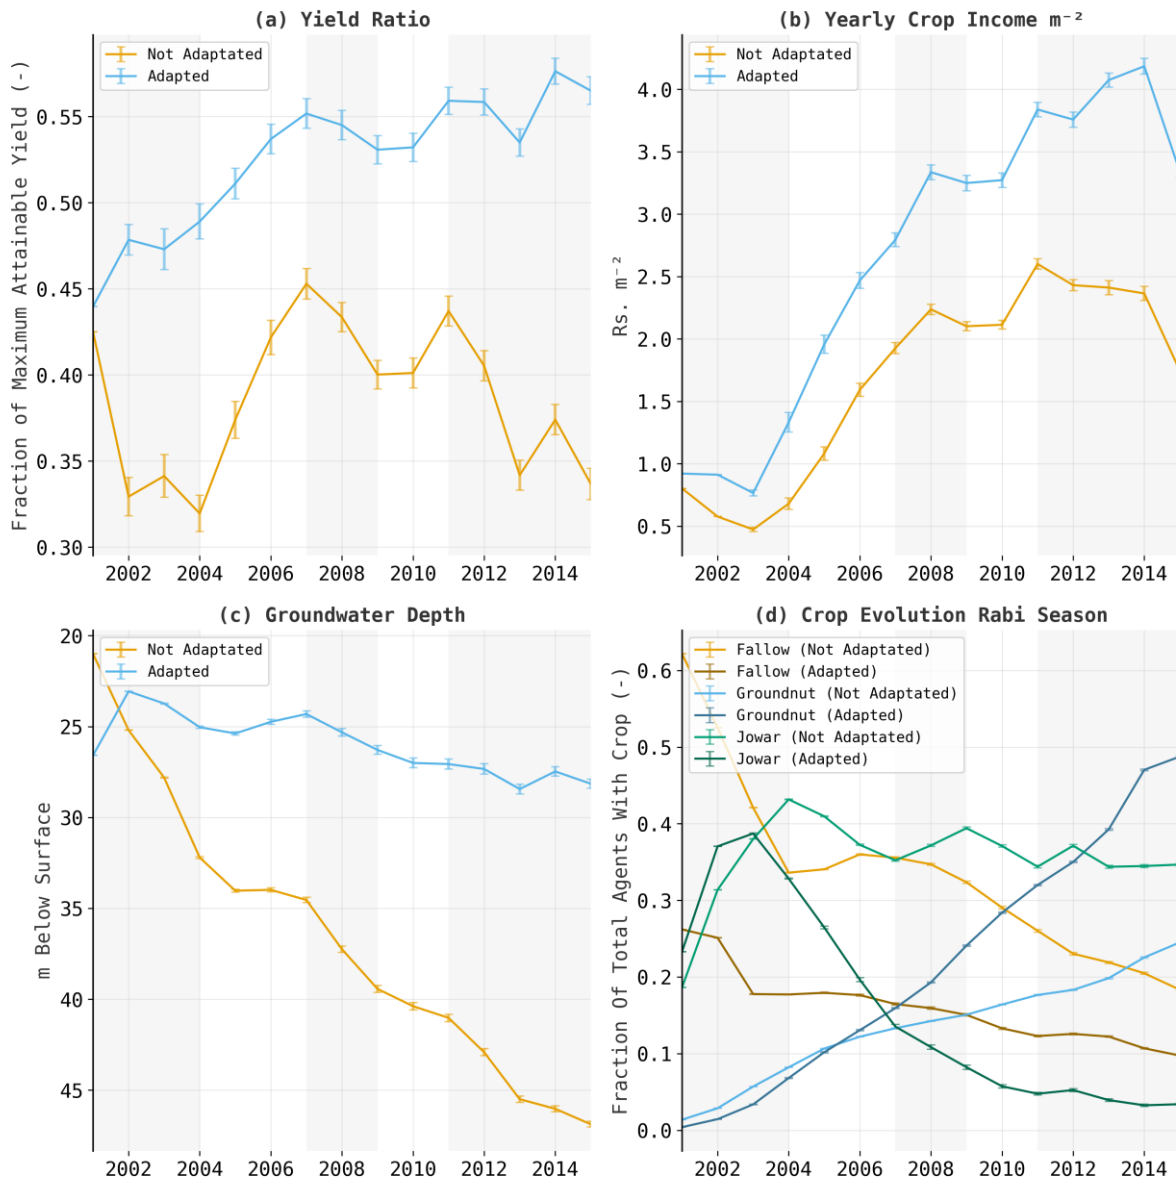 (a) Yield Ratio
Not Adaptated
Adapted
Fraction of Maximum Attainable Yield (-)
0.55
0.50
0.45
0.40
0.35
0.30
2002 2004 2006 2008 2010 2012 2014
(b) Yearly Crop Income m⁻²
Not Adaptated
Adapted
Rs. m⁻²
4.0
3.5
3.0
2.5
2.0
1.5
1.0
0.5
2002 2004 2006 2008 2010 2012 2014
(c) Groundwater Depth
Not Adaptated
Adapted
m Below Surface
20
25
30
35
40
45
2002 2004 2006 2008 2010 2012 2014
(d) Crop Evolution Rabi Season
Fallow (Not Adaptated)
Fallow (Adapted)
Groundnut (Not Adaptated)
Groundnut (Adapted)
Jowar (Not Adaptated)
Jowar (Adapted)
Fraction Of Total Agents With Crop (-)
0.6
0.5
0.4
0.3
0.2
0.1
0.0
2002 2004 2006 2008 2010 2012 2014